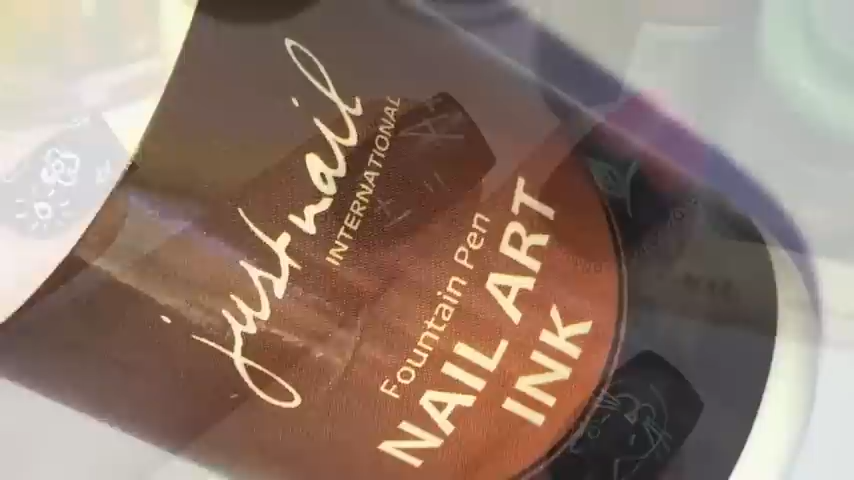 justnail
INTERNATIONAL
Fountain Pen
NAIL ART
INK